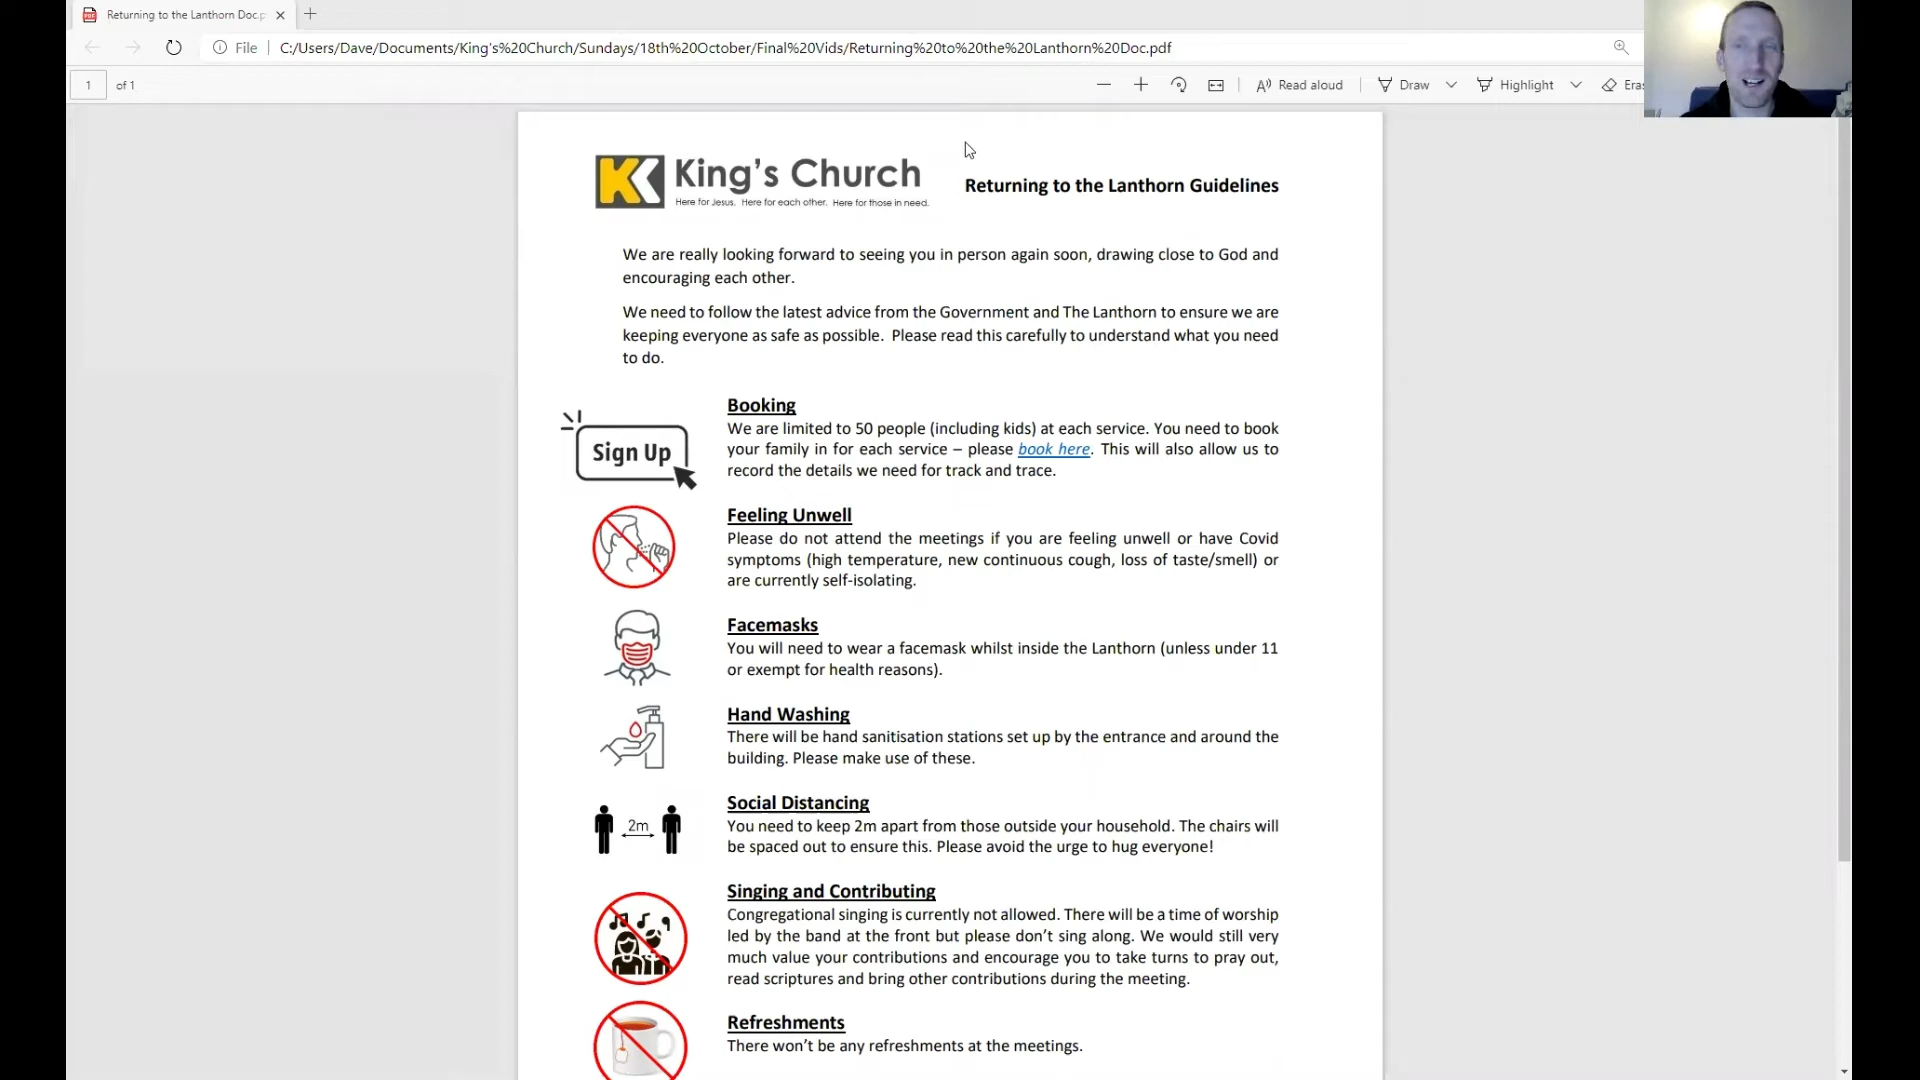 Returning to the Lanthorn Doc.p
File
C:/Users/Dave/Documents/King's%20Church/Sundays/18th%20October/Final%20Vids/Returning%20to%20the%20Lanthorn%20Doc.pdf
1 of 1
Read aloud
Draw
Highlight
Eras
King's Church
Here for Jesus. Here for each other. Here for those in need.
Returning to the Lanthorn Guidelines
We are really looking forward to seeing you in person again soon, drawing close to God and
encouraging each other.
We need to follow the latest advice from the Government and The Lanthorn to ensure we are
keeping everyone as safe as possible. Please read this carefully to understand what you need
to do.
Sign Up
Booking
We are limited to 50 people (including kids) at each service. You need to book
your family in for each service – please book here. This will also allow us to
record the details we need for track and trace.
Feeling Unwell
Please do not attend the meetings if you are feeling unwell or have Covid
symptoms (high temperature, new continuous cough, loss of taste/smell) or
are currently self-isolating.
Facemasks
You will need to wear a facemask whilst inside the Lanthorn (unless under 11
or exempt for health reasons).
Hand Washing
There will be hand sanitisation stations set up by the entrance and around the
building. Please make use of these.
2m
Social Distancing
You need to keep 2m apart from those outside your household. The chairs will
be spaced out to ensure this. Please avoid the urge to hug everyone!
Singing and Contributing
Congregational singing is currently not allowed. There will be a time of worship
led by the band at the front but please don't sing along. We would still very
much value your contributions and encourage you to take turns to pray out,
read scriptures and bring other contributions during the meeting.
Refreshments
There won't be any refreshments at the meetings.